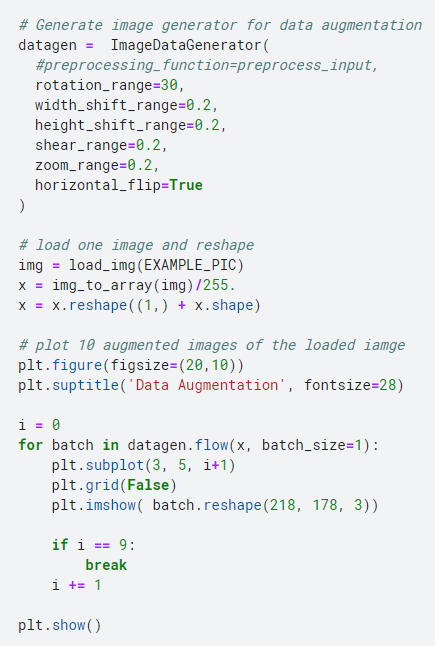 # Generate image generator for data augmentation
datagen =  ImageDataGenerator(
  #preprocessing_function=preprocess_input,
  rotation_range=30,
  width_shift_range=0.2,
  height_shift_range=0.2,
  shear_range=0.2,
  zoom_range=0.2,
  horizontal_flip=True
)

# load one image and reshape
img = load_img(EXAMPLE_PIC)
x = img_to_array(img)/255.
x = x.reshape((1,) + x.shape)

# plot 10 augmented images of the loaded iamge
plt.figure(figsize=(20,10))
plt.suptitle('Data Augmentation', fontsize=28)

i = 0
for batch in datagen.flow(x, batch_size=1):
    plt.subplot(3, 5, i+1)
    plt.grid(False)
    plt.imshow( batch.reshape(218, 178, 3))

    if i == 9:
        break
    i += 1

plt.show()